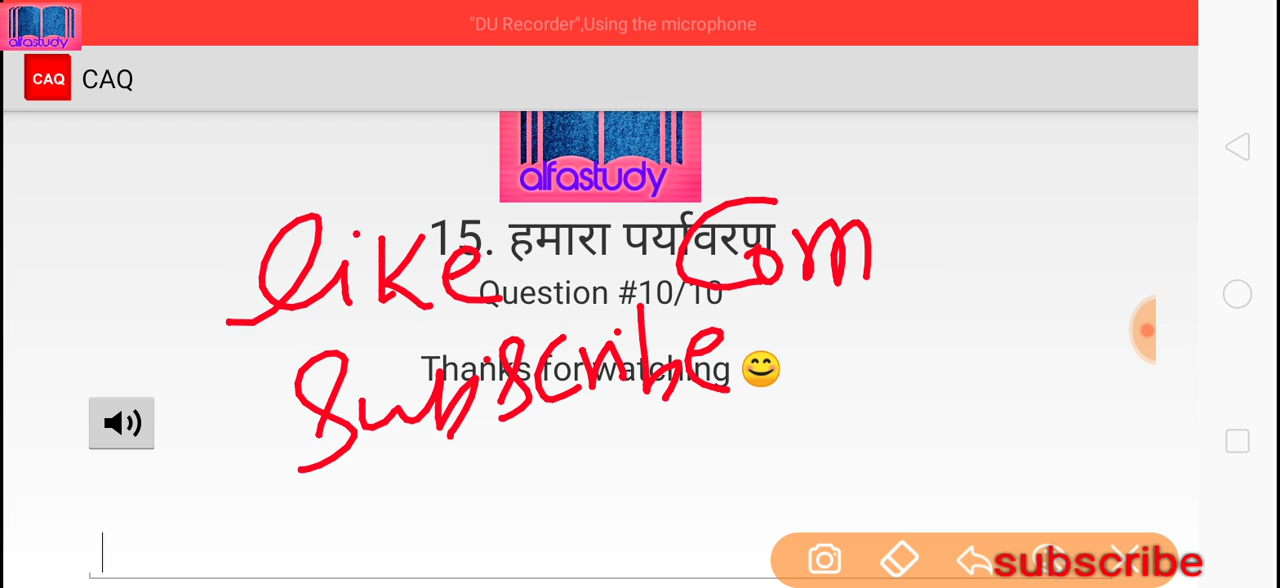 "DU Recorder",Using the microphone
alfastudy
CAQ CAQ
alfastudy
15. हमारा पर्यावरण
like Com
Question #10/10
Subscribe
Thanks for watching 😊
subscribe